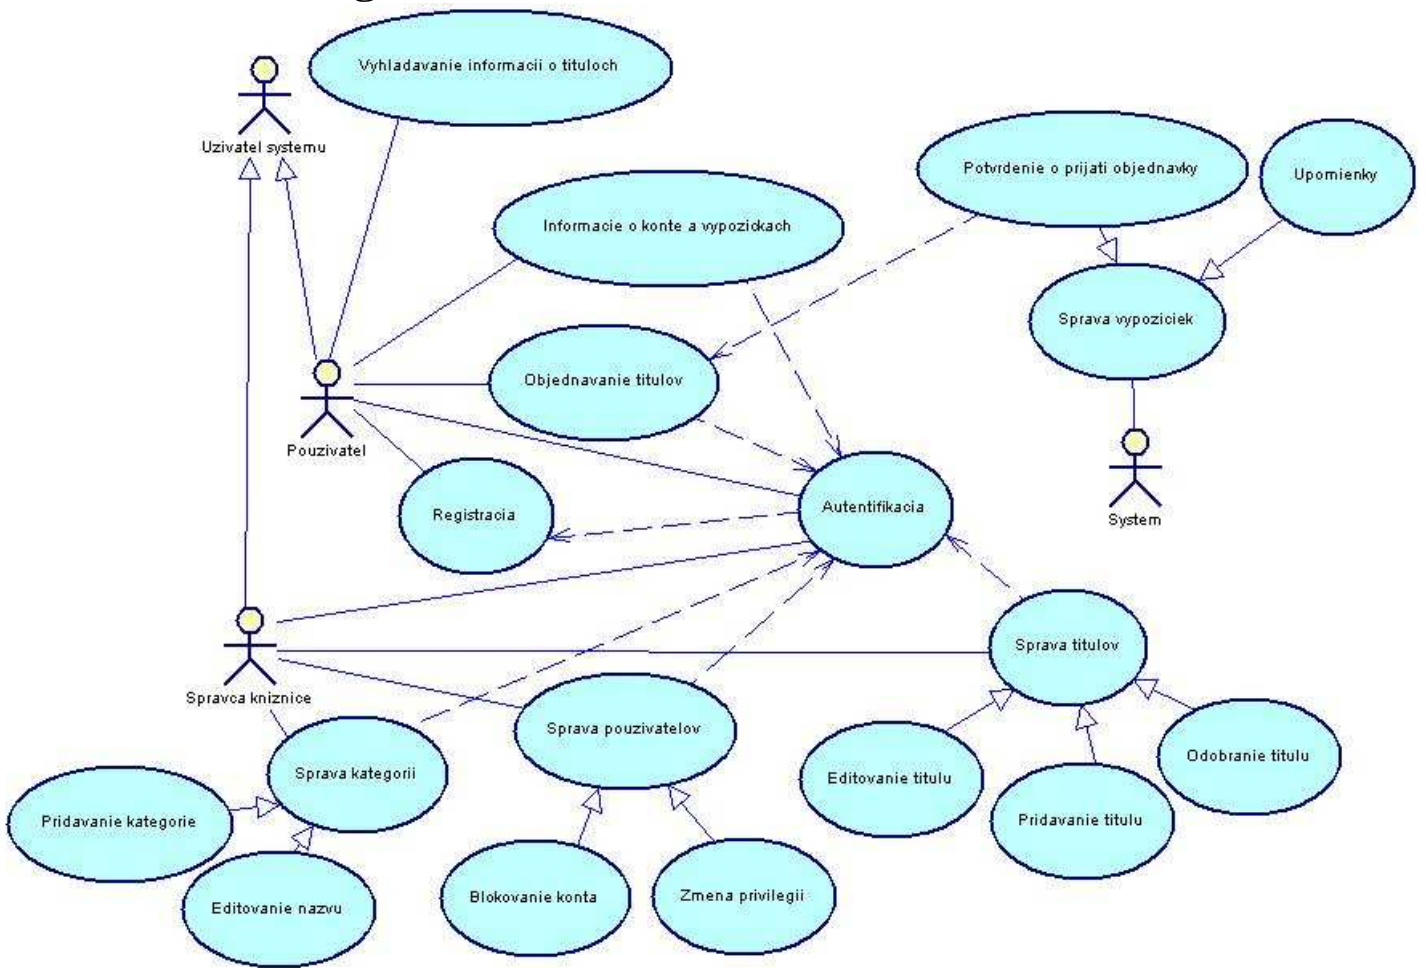 Vyhladavanie informacii o tituloch
Uzivatel systemu
Potvrdenie o prijati objednavky
Upomienky
Informacie o konte a vypozickach
Sprava vypoziciek
Objednavanie titulov
Pouzivatel
Registracia
Autentifikacia
System
Sprava titulov
Spravca kniznice
Sprava pouzivatelov
Sprava kategorii
Editovanie titulu
Odobranie titulu
Pridavanie kategorie
Pridavanie titulu
Editovanie nazvu
Blokovanie konta
Zmena privilegii